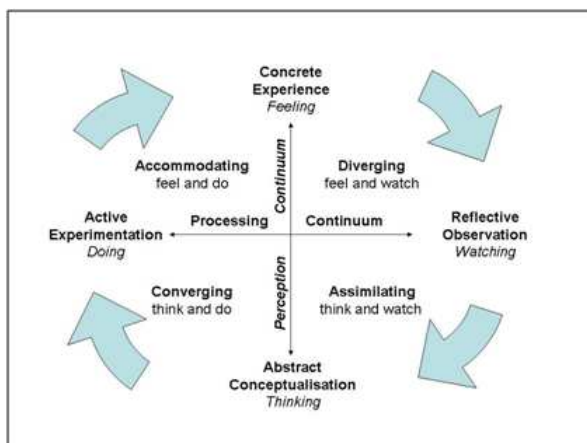 Concrete
Experience
Feeling
Accommodating
feel and do
Continuum
Diverging
feel and watch
Active
Experimentation
Doing
Processing
Continuum
Reflective
Observation
Watching
Converging
think and do
Perception
Assimilating
think and watch
Abstract
Conceptualisation
Thinking